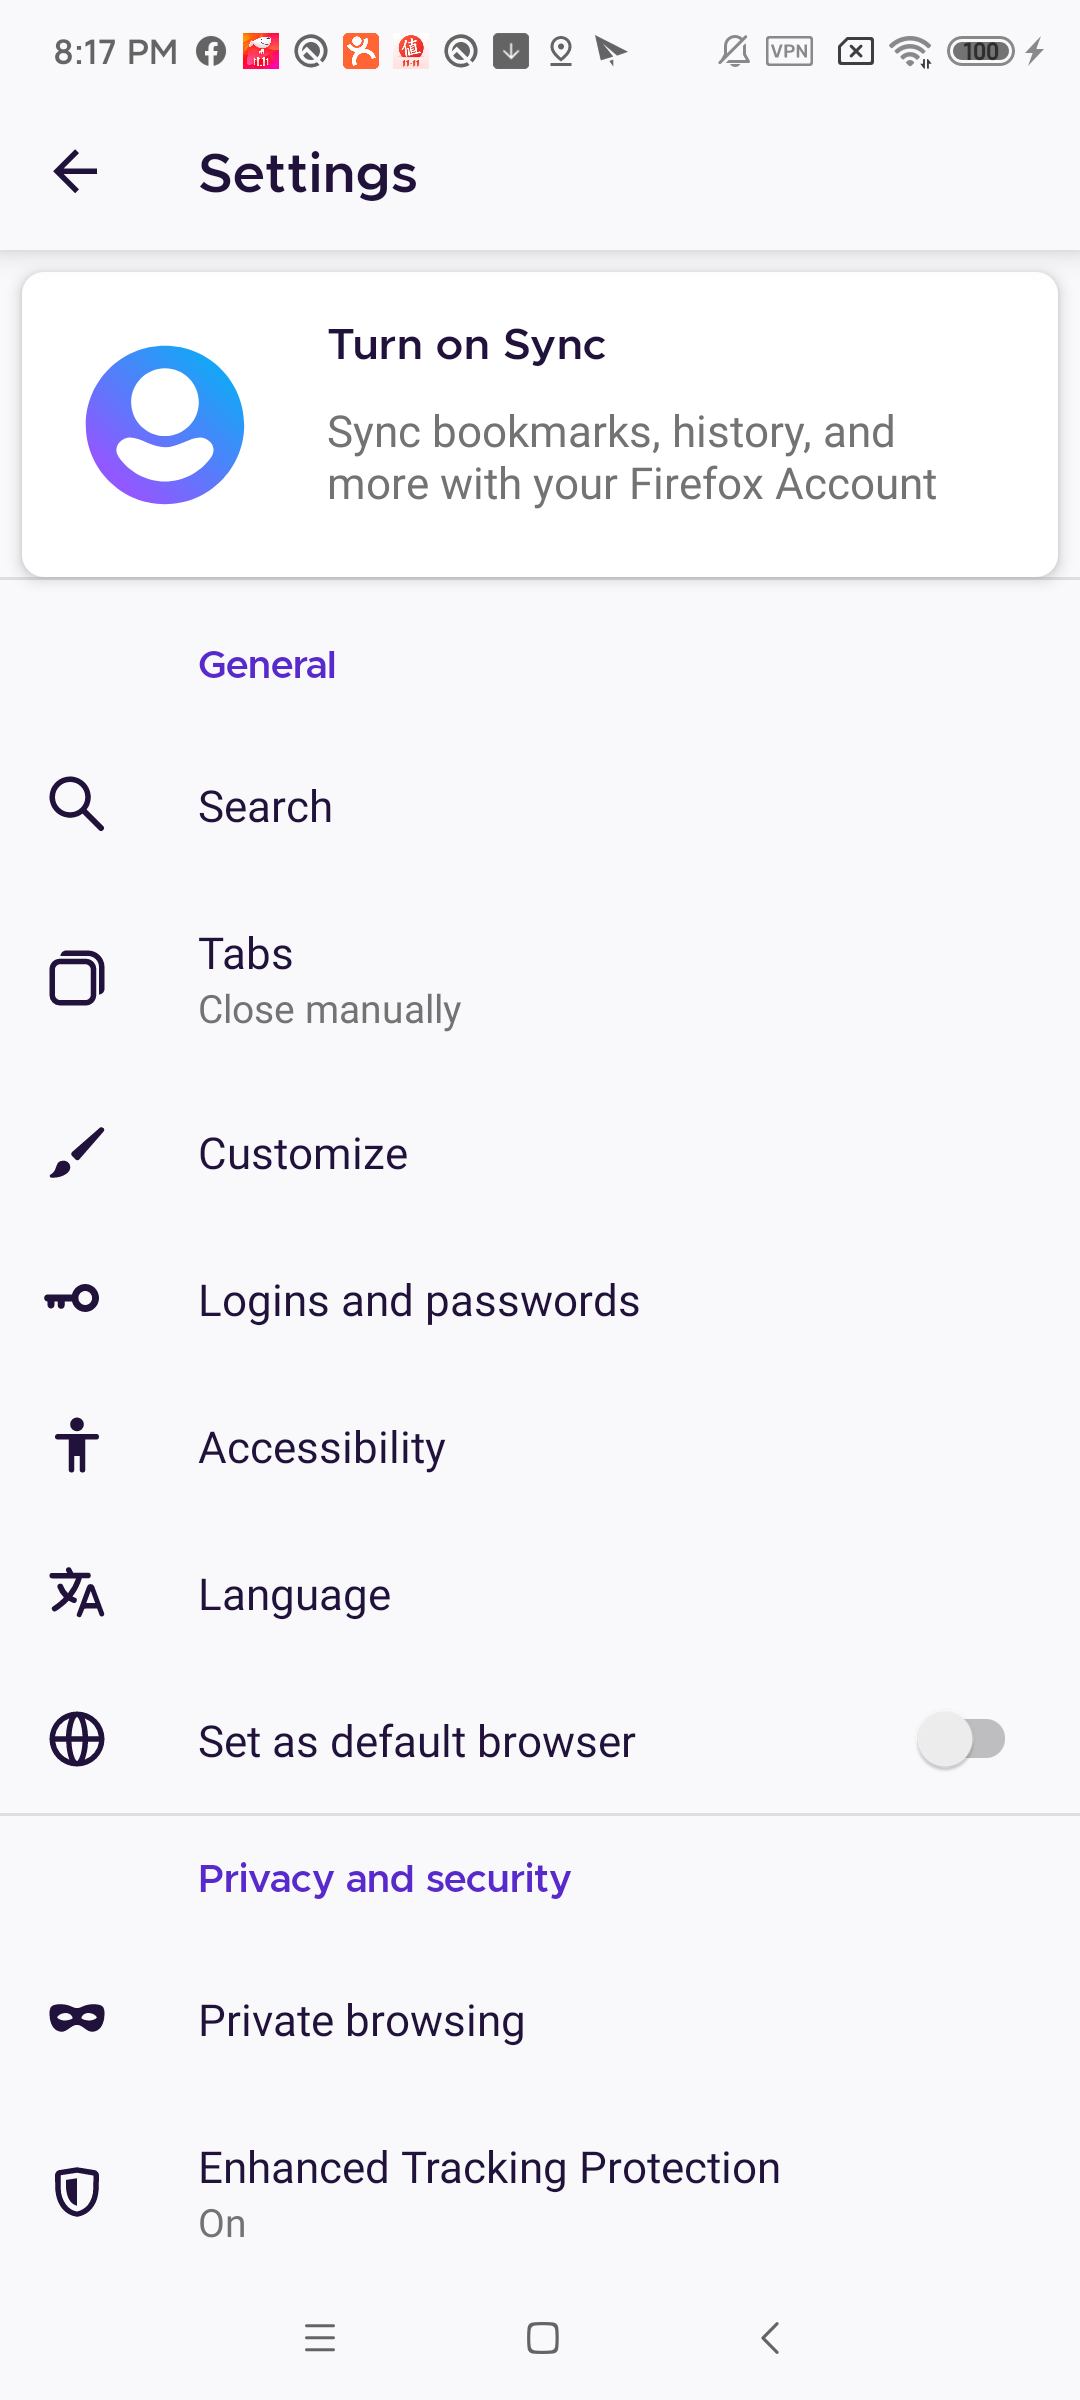 8:17 PM
VPN
100
Settings
Turn on Sync
Sync bookmarks, history, and
more with your Firefox Account
General
Search
Tabs
Close manually
Customize
Logins and passwords
Accessibility
Language
Set as default browser
Privacy and security
Private browsing
Enhanced Tracking Protection
On